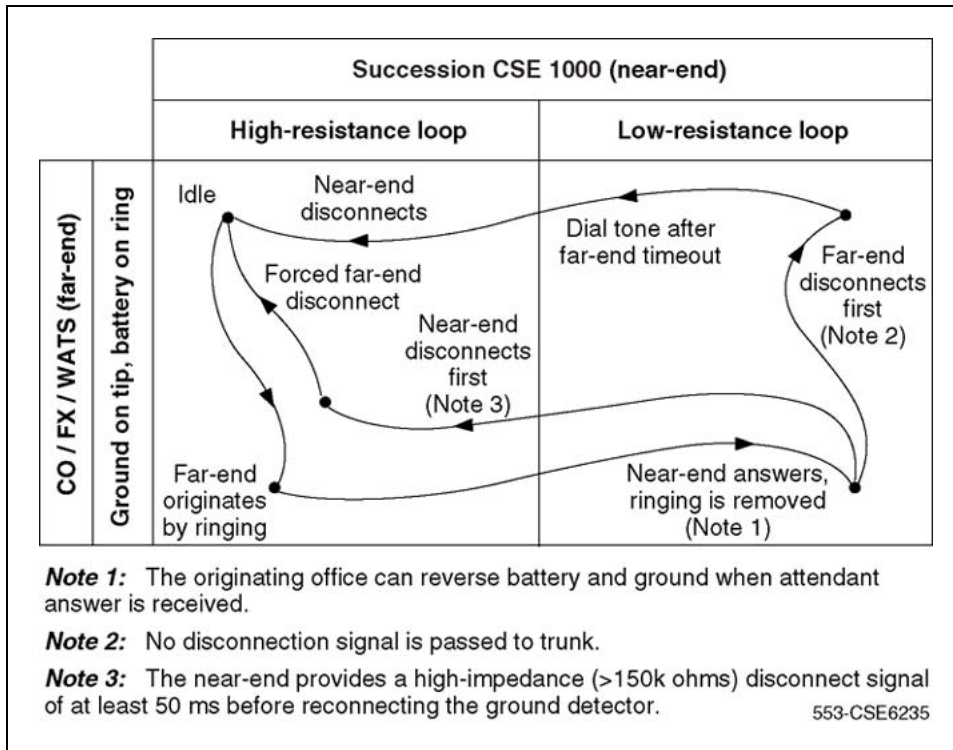 Succession CSE 1000 (near-end)
High-resistance loop
Low-resistance loop
CO / FX / WATS (far-end)
Ground on tip, battery on ring
Idle
Near-end
disconnects
Forced far-end
disconnect
Near-end
disconnects
first
(Note 3)
Far-end
originates
by ringing
Dial tone after
far-end timeout
Far-end
disconnects
first
(Note 2)
Near-end answers,
ringing is removed
(Note 1)
Note 1: The originating office can reverse battery and ground when attendant
answer is received.
Note 2: No disconnection signal is passed to trunk.
Note 3: The near-end provides a high-impedance (>150k ohms) disconnect signal
of at least 50 ms before reconnecting the ground detector.
553-CSE6235